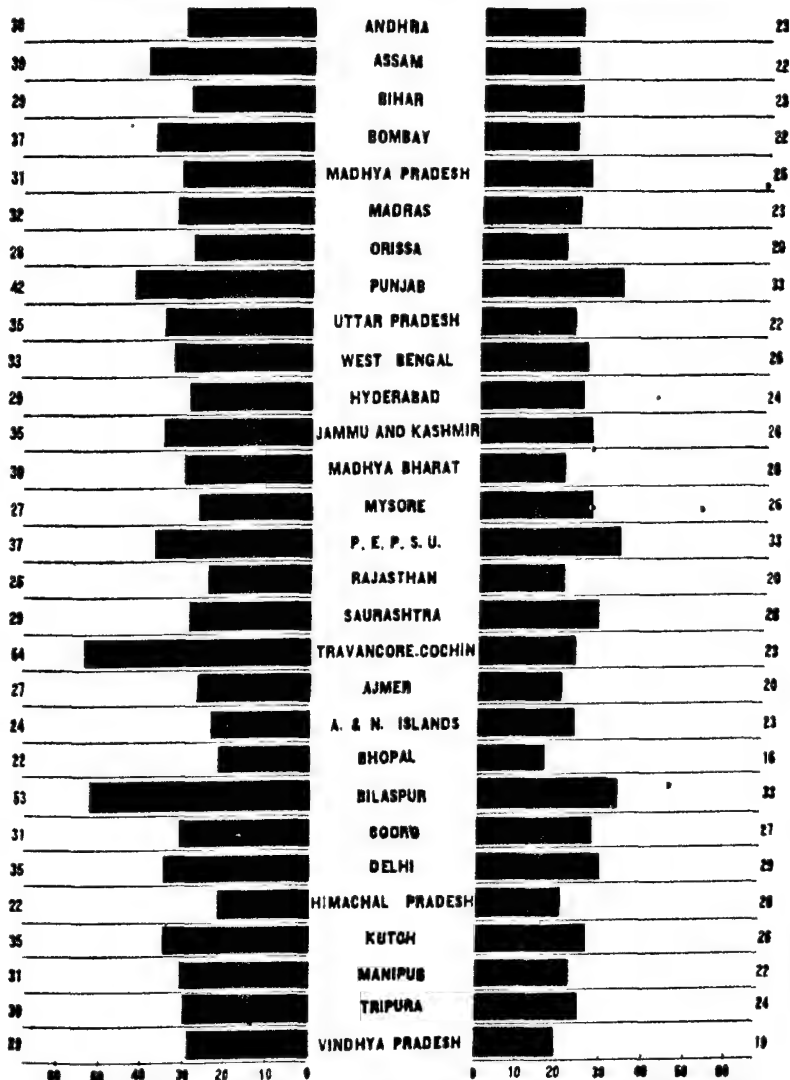 30 ANDHRA 23
39 ASSAM 22
29 BIHAR 23
37 BOMBAY 22
31 MADHYA PRADESH 25
32 MADRAS 23
28 ORISSA 20
42 PUNJAB 33
35 UTTAR PRADESH 22
33 WEST BENGAL 26
29 HYDERABAD 24
35 JAMMU AND KASHMIR 26
30 MADHYA BHARAT 20
27 MYSORE 26
37 P. E. P. S. U. 33
25 RAJASTHAN 20
29 SAURASHTRA 28
54 TRAVANCORE-COCHIN 23
27 AJMER 20
24 A. & N. ISLANDS 23
22 BHOPAL 16
53 BILASPUR 33
31 COORG 27
35 DELHI 29
22 HIMACHAL PRADESH 20
35 KUTCH 26
31 MANIPUR 22
30 TRIPURA 24
29 VINDHYA PRADESH 19
60 50 40 30 20 10 0 0 10 20 30 40 50 60